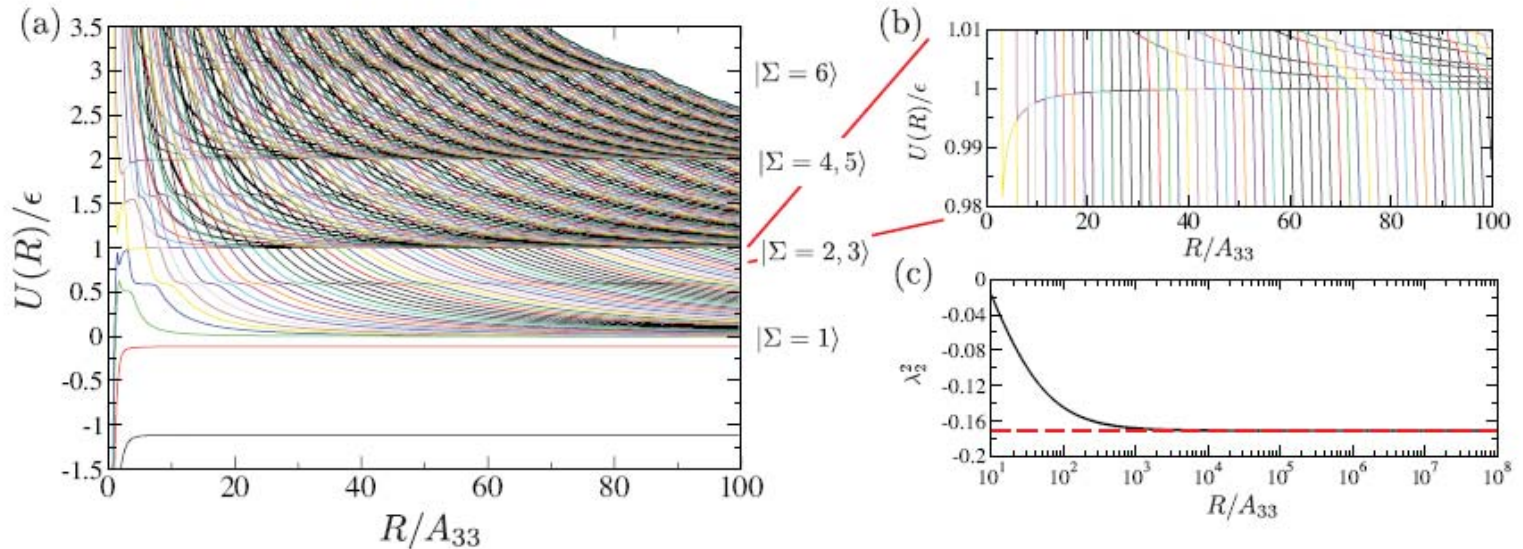 (a)
3.5
3
2.5
2
1.5
1
0.5
0
-0.5
-1
-1.5
U(R)/ϵ
0 20 40 60 80 100
R/A₃₃
|Σ = 6⟩
|Σ = 4, 5⟩
|Σ = 2, 3⟩
|Σ = 1⟩
(b)
1.01
1
0.99
0.98
U(R)/ϵ
0 20 40 60 80 100
R/A₃₃
(c)
0
-0.04
-0.08
-0.12
-0.16
-0.2
λ₂²
10¹ 10² 10³ 10⁴ 10⁵ 10⁶ 10⁷ 10⁸
R/A₃₃